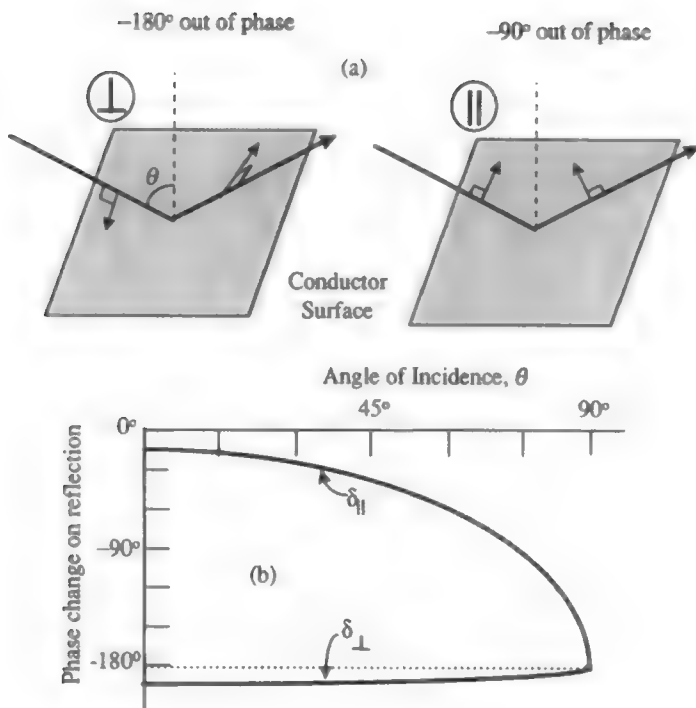 –180° out of phase
–90° out of phase
(a)
⊥
||
θ
Conductor
Surface
Angle of Incidence, θ
45°
90°
0°
–90°
-180°
Phase change on reflection
δ||
(b)
δ⊥